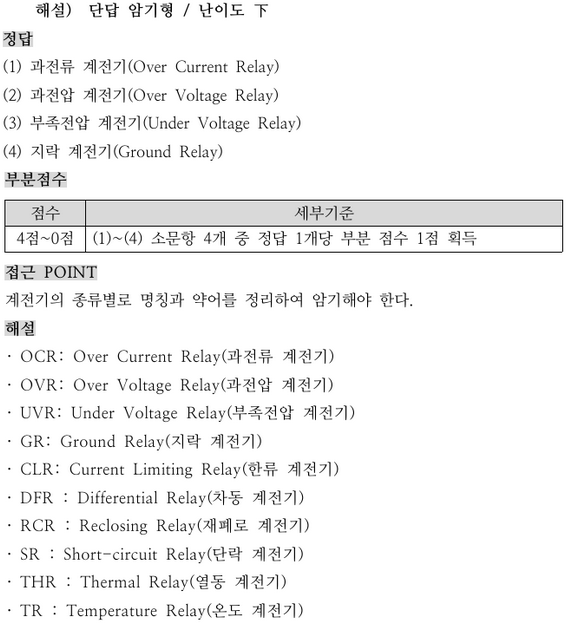 해설) 단답 암기형 / 난이도 下
정답
(1) 과전류 계전기(Over Current Relay)
(2) 과전압 계전기(Over Voltage Relay)
(3) 부족전압 계전기(Under Voltage Relay)
(4) 지락 계전기(Ground Relay)
부분점수
점수 세부기준
4점~0점 (1)~(4) 소문항 4개 중 정답 1개당 부분 점수 1점 획득
접근 POINT
계전기의 종류별로 명칭과 약어를 정리하여 암기해야 한다.
해설
· OCR: Over Current Relay(과전류 계전기)
· OVR: Over Voltage Relay(과전압 계전기)
· UVR: Under Voltage Relay(부족전압 계전기)
· GR: Ground Relay(지락 계전기)
· CLR: Current Limiting Relay(한류 계전기)
· DFR : Differential Relay(차동 계전기)
· RCR : Reclosing Relay(재폐로 계전기)
· SR : Short-circuit Relay(단락 계전기)
· THR : Thermal Relay(열동 계전기)
· TR : Temperature Relay(온도 계전기)